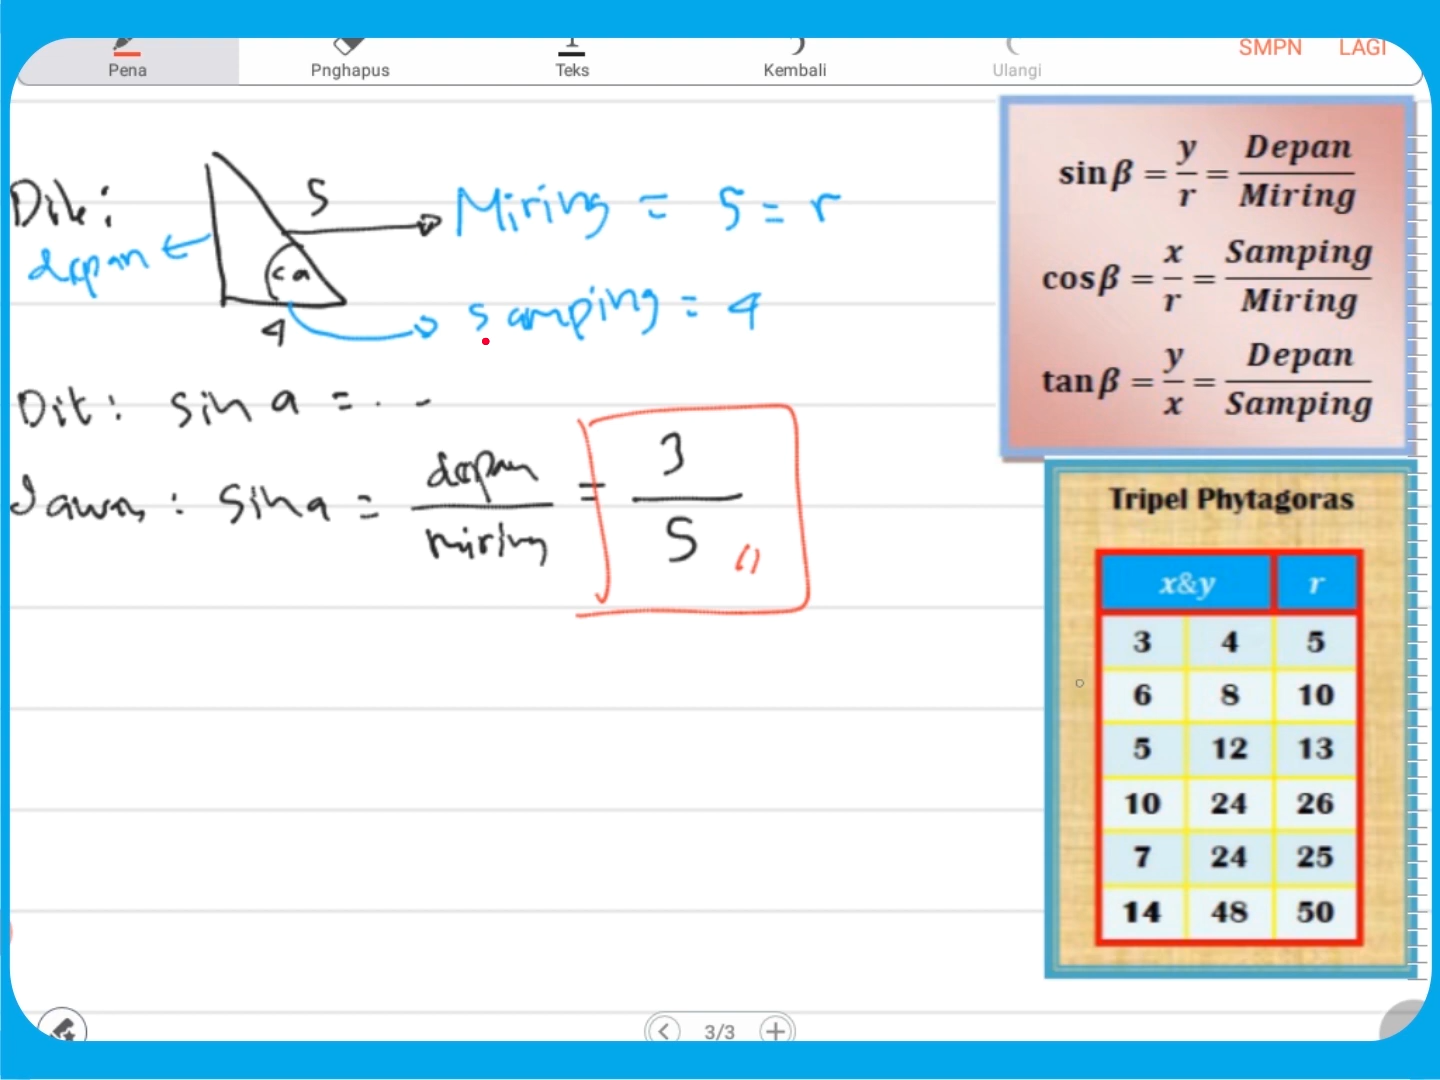 Pena Pnghapus Teks Kembali Ulangi SMPN LAGI
Dik:
5
Miring = 5 = r
depan
a
4
samping = 4
Dit: sin a = . . -
Jawab : Sin a = depan / miring = 3 / 5
sin β = y / r = Depan / Miring
cos β = x / r = Samping / Miring
tan β = y / x = Depan / Samping
Tripel Phytagoras
x&y r
3 4 5
6 8 10
5 12 13
10 24 26
7 24 25
14 48 50
3/3